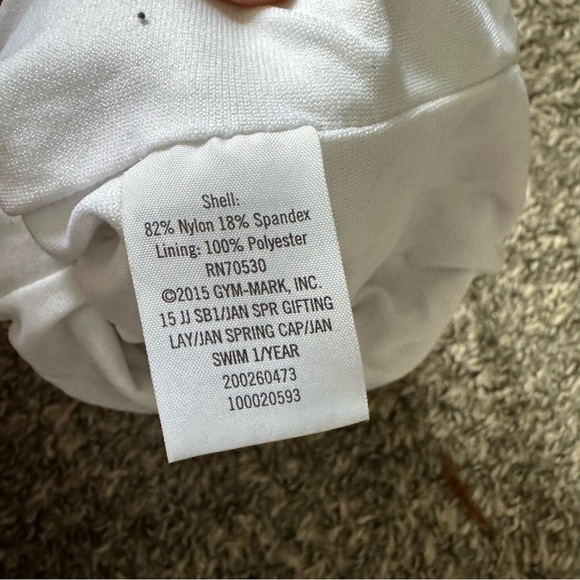 Shell:
82% Nylon 18% Spandex
Lining: 100% Polyester
RN70530
©2015 GYM-MARK, INC.
15 JJ SB1/JAN SPR GIFTING
LAY/JAN SPRING CAP/JAN
SWIM 1/YEAR
200260473
100020593